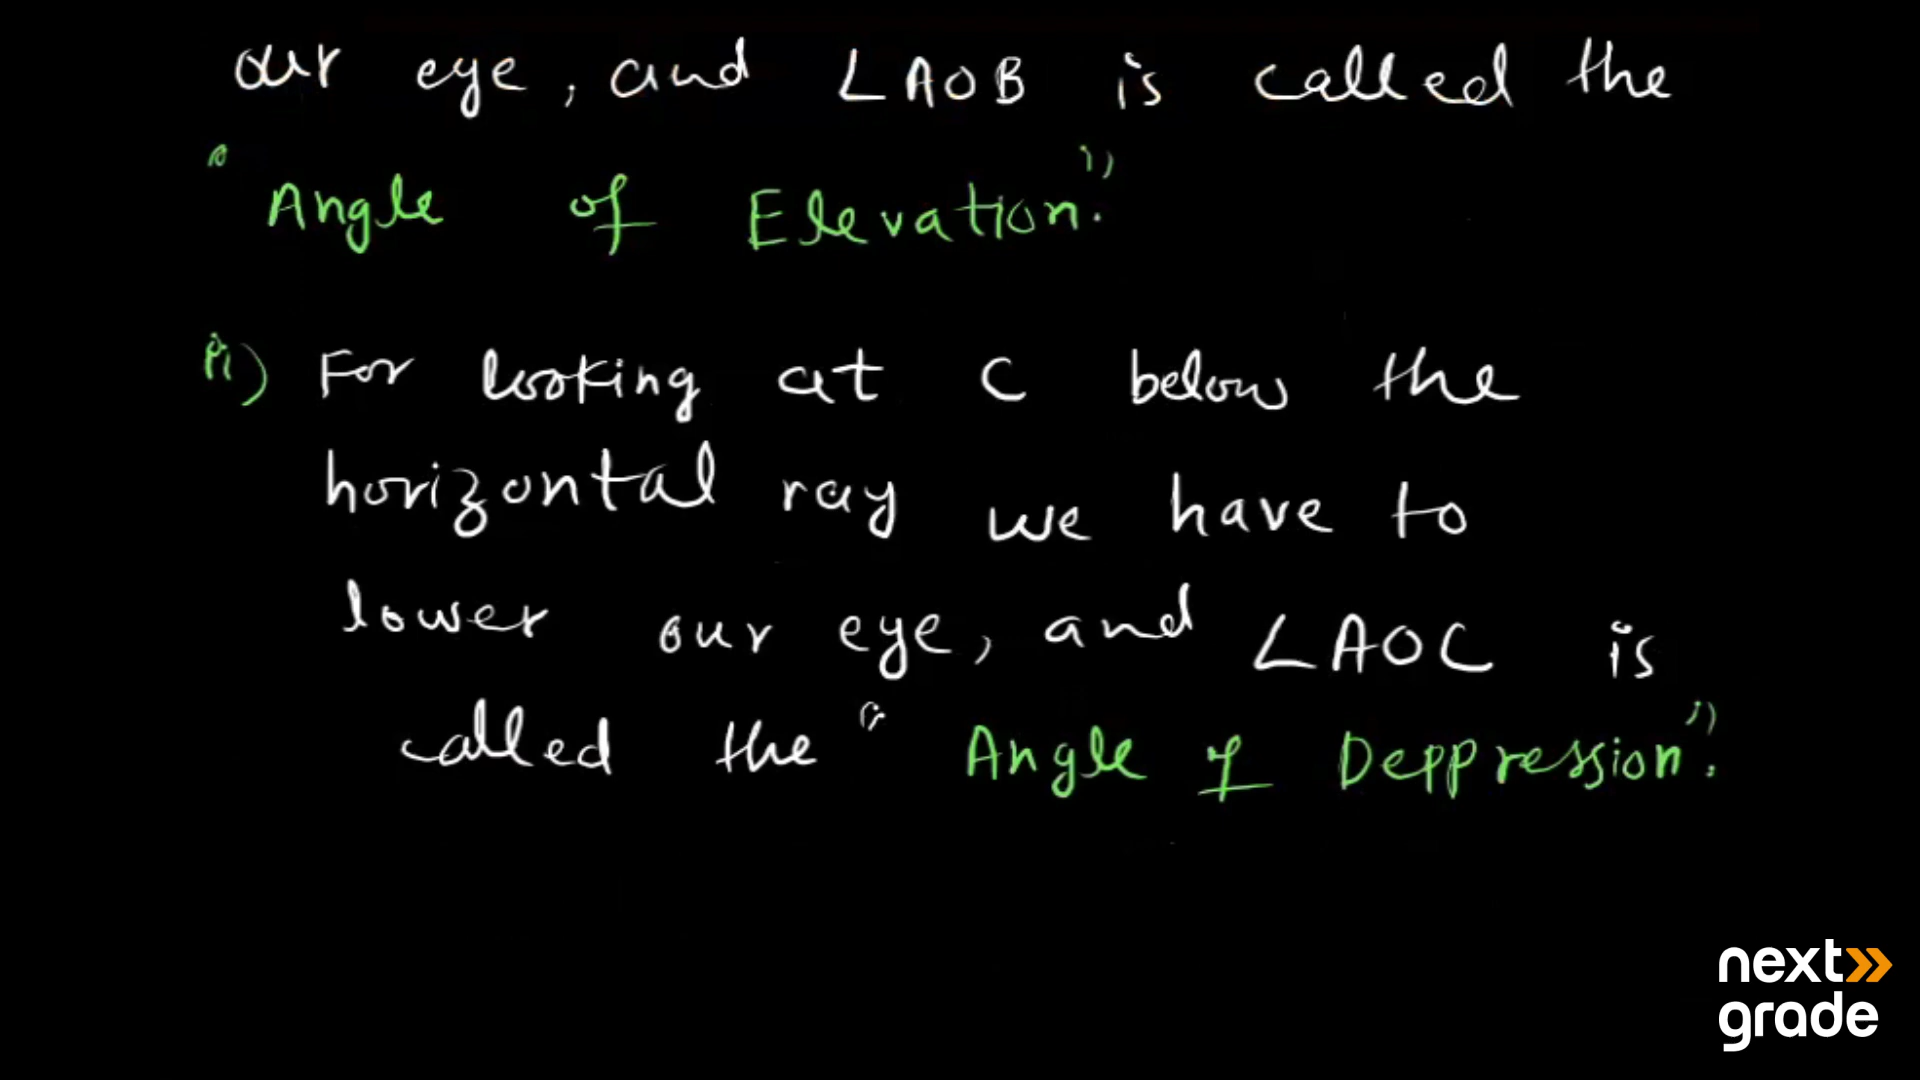 our eye, and ∠AOB is called the
"Angle of Elevation."
ii) For looking at C below the
horizontal ray we have to
lower our eye, and ∠AOC is
called the "Angle of Deppression".
next
grade